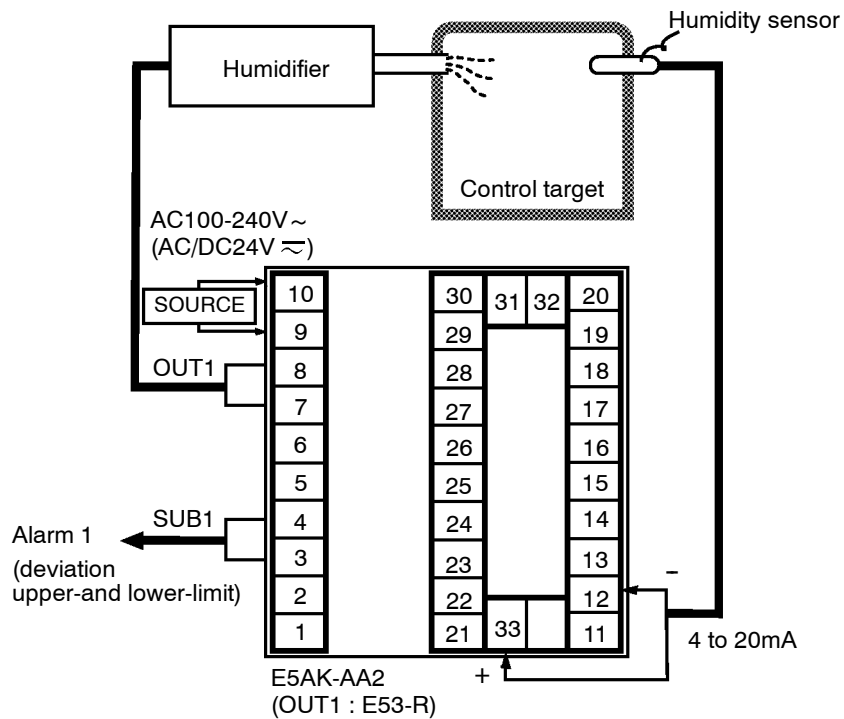 Humidity sensor
Humidifier
Control target
AC100-240V ~
(AC/DC24V ⎓~)
SOURCE
OUT1
SUB1
Alarm 1
(deviation
upper-and lower-limit)
10
9
8
7
6
5
4
3
2
1
30
29
28
27
26
25
24
23
22
21
31 32
33
20
19
18
17
16
15
14
13
12
11
−
+
4 to 20mA
E5AK-AA2
(OUT1 : E53-R)